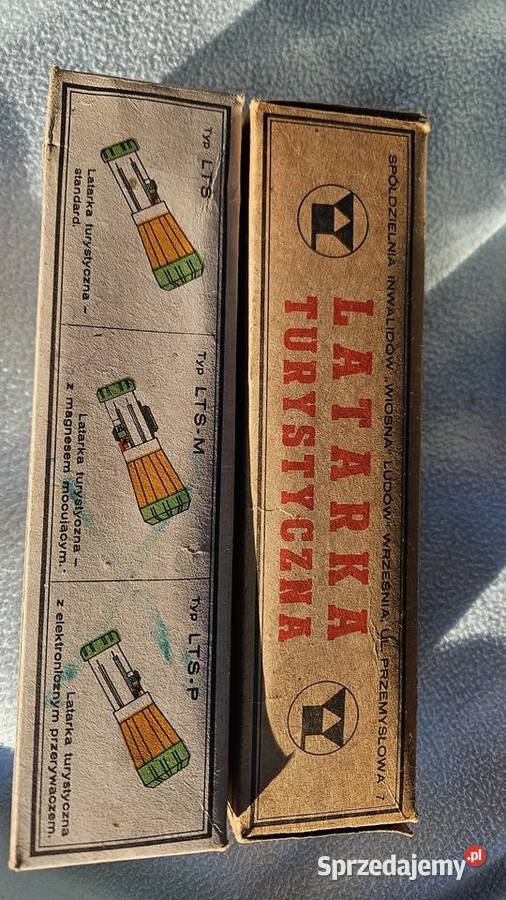 Typ LTS
Latarka turystyczna –
standard.
Typ LTS-M
Latarka turystyczna –
z magnesem mocującym.
Typ LTS-P
Latarka turystyczna
z elektronicznym przerywaczem.
SPÓŁDZIELNIA INWALIDÓW „WIOSNA LUDÓW” WRZEŚNIA, UL. PRZEMYSŁOWA 7
LATARKA
TURYSTYCZNA
Sprzedajemy.pl